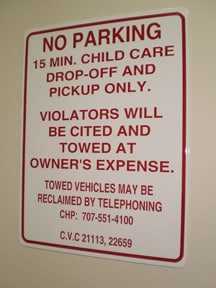 NO PARKING
15 MIN. CHILD CARE
DROP-OFF AND
PICKUP ONLY.
VIOLATORS WILL
BE CITED AND
TOWED AT
OWNER'S EXPENSE.
TOWED VEHICLES MAY BE
RECLAIMED BY TELEPHONING
CHP: 707-551-4100
C.V.C 21113, 22659